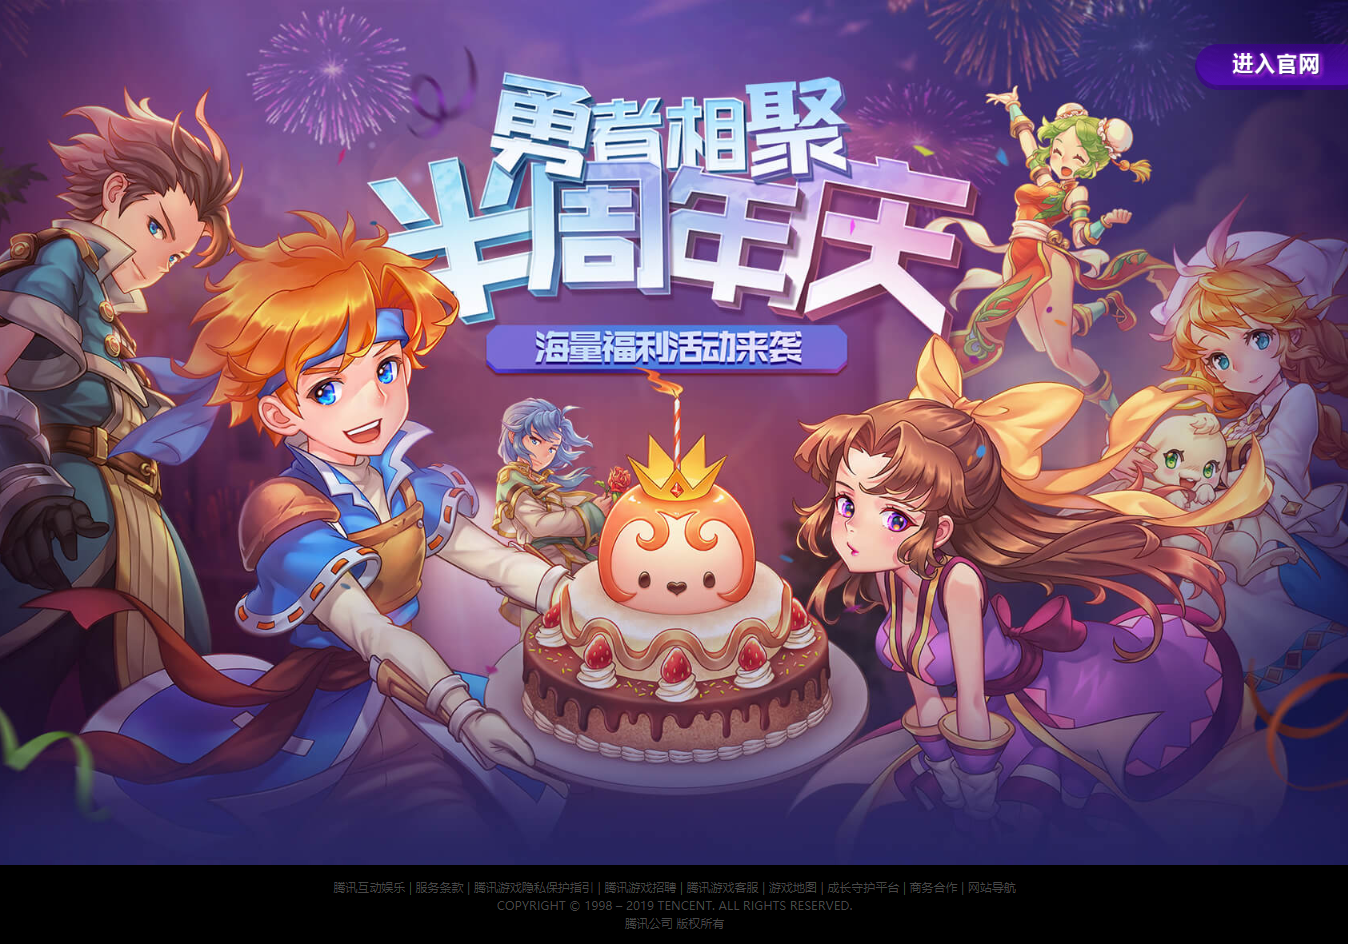 进入官网
勇者相聚
半周年庆
海量福利活动来袭
腾讯互动娱乐 | 服务条款 | 腾讯游戏隐私保护指引 | 腾讯游戏招聘 | 腾讯游戏客服 | 游戏地图 | 成长守护平台 | 商务合作 | 网站导航
COPYRIGHT © 1998 – 2019 TENCENT. ALL RIGHTS RESERVED.
腾讯公司 版权所有